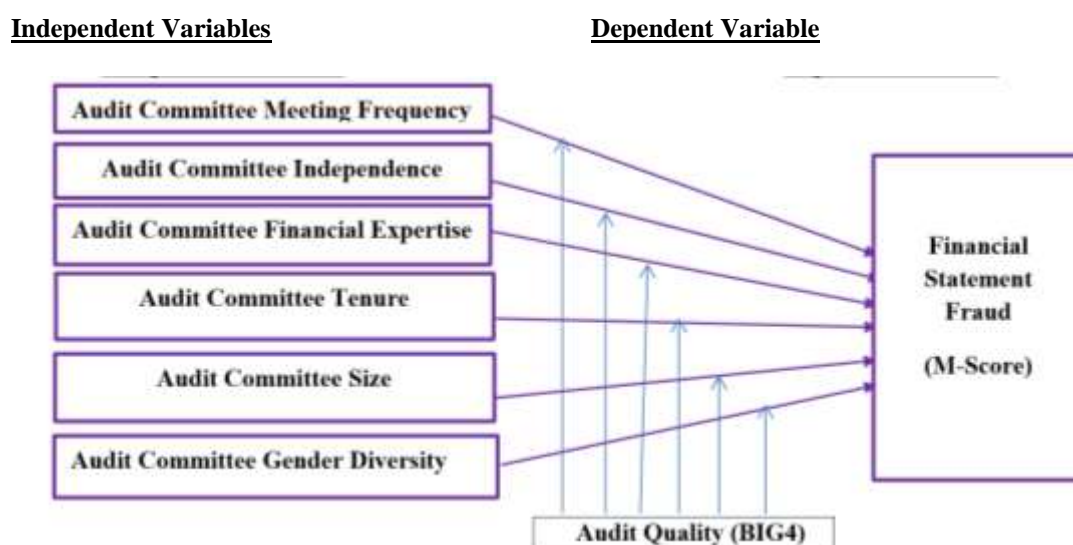 Independent Variables
Dependent Variable
Audit Committee Meeting Frequency
Audit Committee Independence
Audit Committee Financial Expertise
Audit Committee Tenure
Audit Committee Size
Audit Committee Gender Diversity
Financial
Statement
Fraud
(M-Score)
Audit Quality (BIG4)